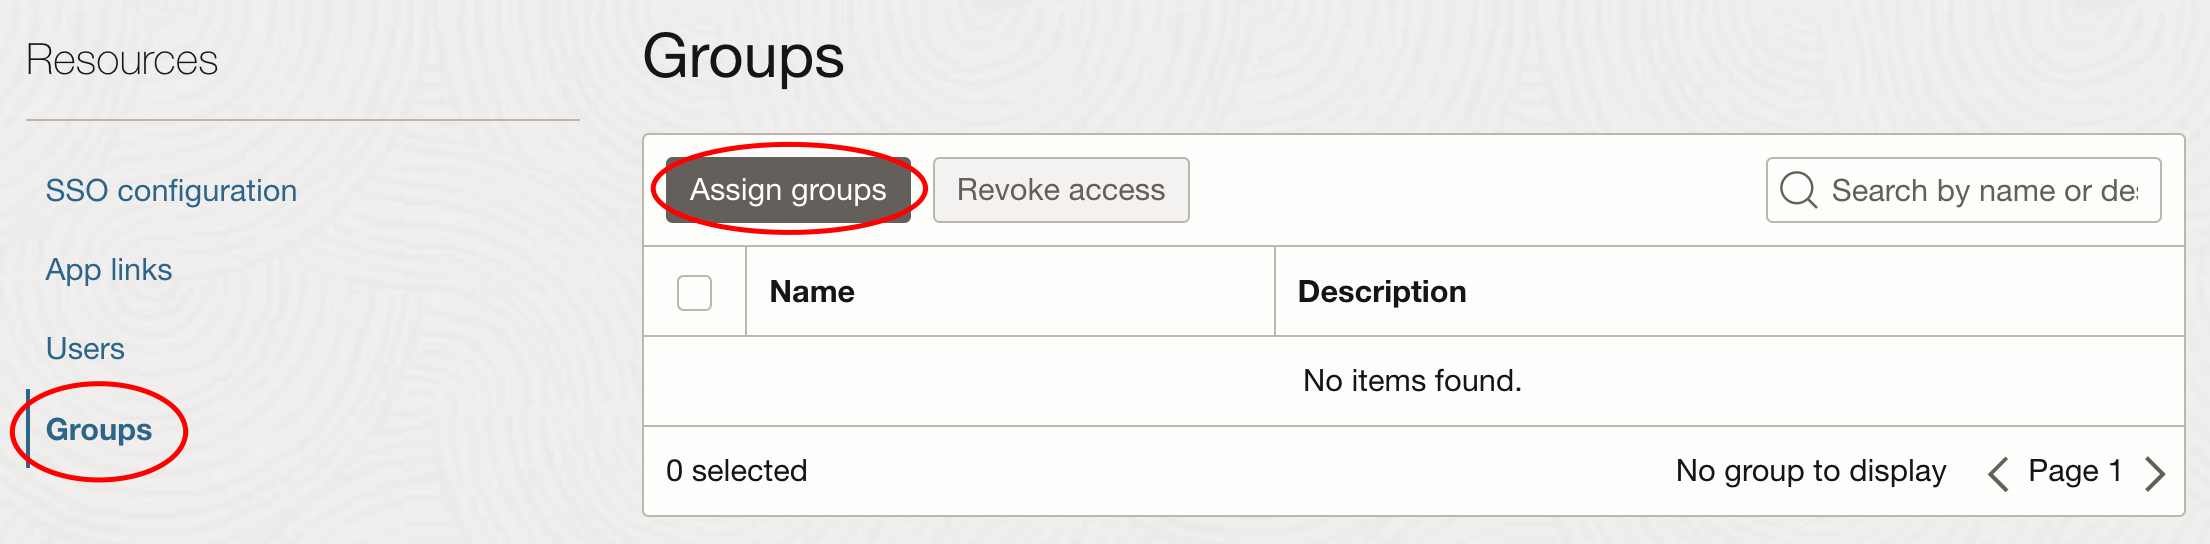 Resources
SSO configuration
App links
Users
Groups
Groups
Assign groups Revoke access Search by name or
Name Description
No items found.
0 selected No group to display Page 1